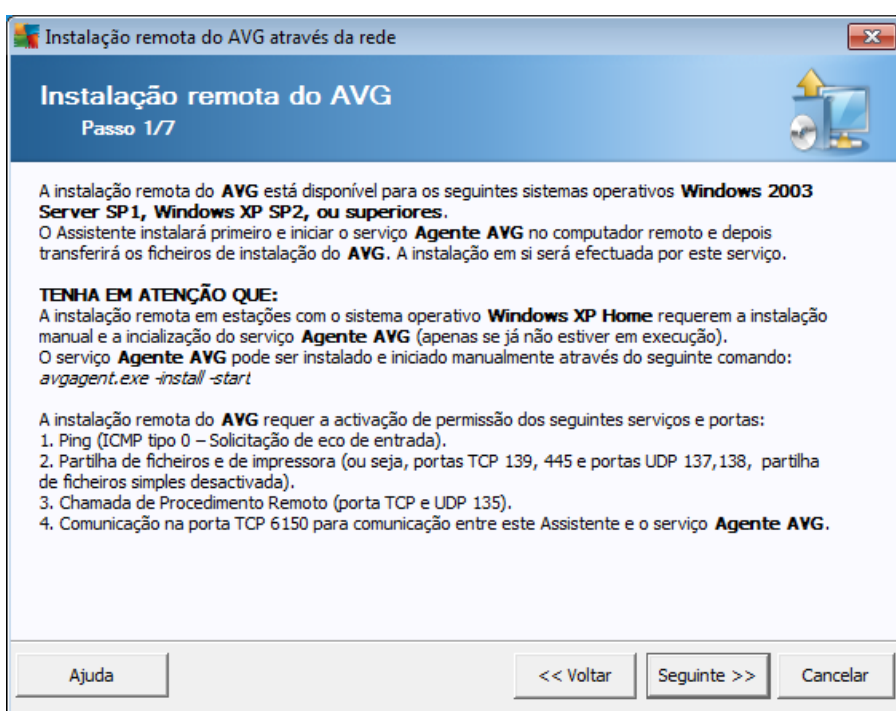 Instalação remota do AVG através da rede
Instalação remota do AVG
Passo 1/7
A instalação remota do AVG está disponível para os seguintes sistemas operativos Windows 2003
Server SP1, Windows XP SP2, ou superiores.
O Assistente instalará primeiro e iniciar o serviço Agente AVG no computador remoto e depois
transferirá os ficheiros de instalação do AVG. A instalação em si será efectuada por este serviço.
TENHA EM ATENÇÃO QUE:
A instalação remota em estações com o sistema operativo Windows XP Home requerem a instalação
manual e a incialização do serviço Agente AVG (apenas se já não estiver em execução).
O serviço Agente AVG pode ser instalado e iniciado manualmente através do seguinte comando:
avgagent.exe -install -start
A instalação remota do AVG requer a activação de permissão dos seguintes serviços e portas:
1. Ping (ICMP tipo 0 – Solicitação de eco de entrada).
2. Partilha de ficheiros e de impressora (ou seja, portas TCP 139, 445 e portas UDP 137,138, partilha
de ficheiros simples desactivada).
3. Chamada de Procedimento Remoto (porta TCP e UDP 135).
4. Comunicação na porta TCP 6150 para comunicação entre este Assistente e o serviço Agente AVG.
Ajuda
<< Voltar
Seguinte >>
Cancelar